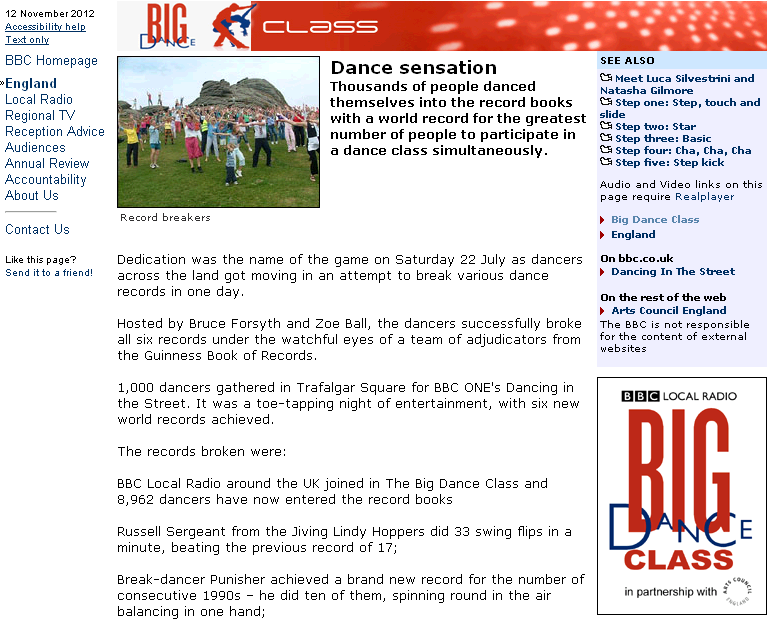 12 November 2012
Accessibility help
Text only
BBC Homepage
»England
Local Radio
Regional TV
Reception Advice
Audiences
Annual Review
Accountability
About Us
Contact Us
Like this page?
Send it to a friend!
BIG
DANCE
CLASS
Dance sensation
Thousands of people danced
themselves into the record books
with a world record for the greatest
number of people to participate in
a dance class simultaneously.
Record breakers
Dedication was the name of the game on Saturday 22 July as dancers
across the land got moving in an attempt to break various dance
records in one day.
Hosted by Bruce Forsyth and Zoe Ball, the dancers successfully broke
all six records under the watchful eyes of a team of adjudicators from
the Guinness Book of Records.
1,000 dancers gathered in Trafalgar Square for BBC ONE's Dancing in
the Street. It was a toe-tapping night of entertainment, with six new
world records achieved.
The records broken were:
BBC Local Radio around the UK joined in The Big Dance Class and
8,962 dancers have now entered the record books
Russell Sergeant from the Jiving Lindy Hoppers did 33 swing flips in a
minute, beating the previous record of 17;
Break-dancer Punisher achieved a brand new record for the number of
consecutive 1990s – he did ten of them, spinning round in the air
balancing in one hand;
SEE ALSO
Meet Luca Silvestrini and
Natasha Gilmore
Step one: Step, touch and
slide
Step two: Star
Step three: Basic
Step four: Cha, Cha, Cha
Step five: Step kick
Audio and Video links on this
page require Realplayer
Big Dance Class
England
On bbc.co.uk
Dancing In The Street
On the rest of the web
Arts Council England
The BBC is not responsible
for the content of external
websites
BBC LOCAL RADIO
BIG
DANCE
CLASS
in partnership with
ARTS COUNCIL
ENGLAND